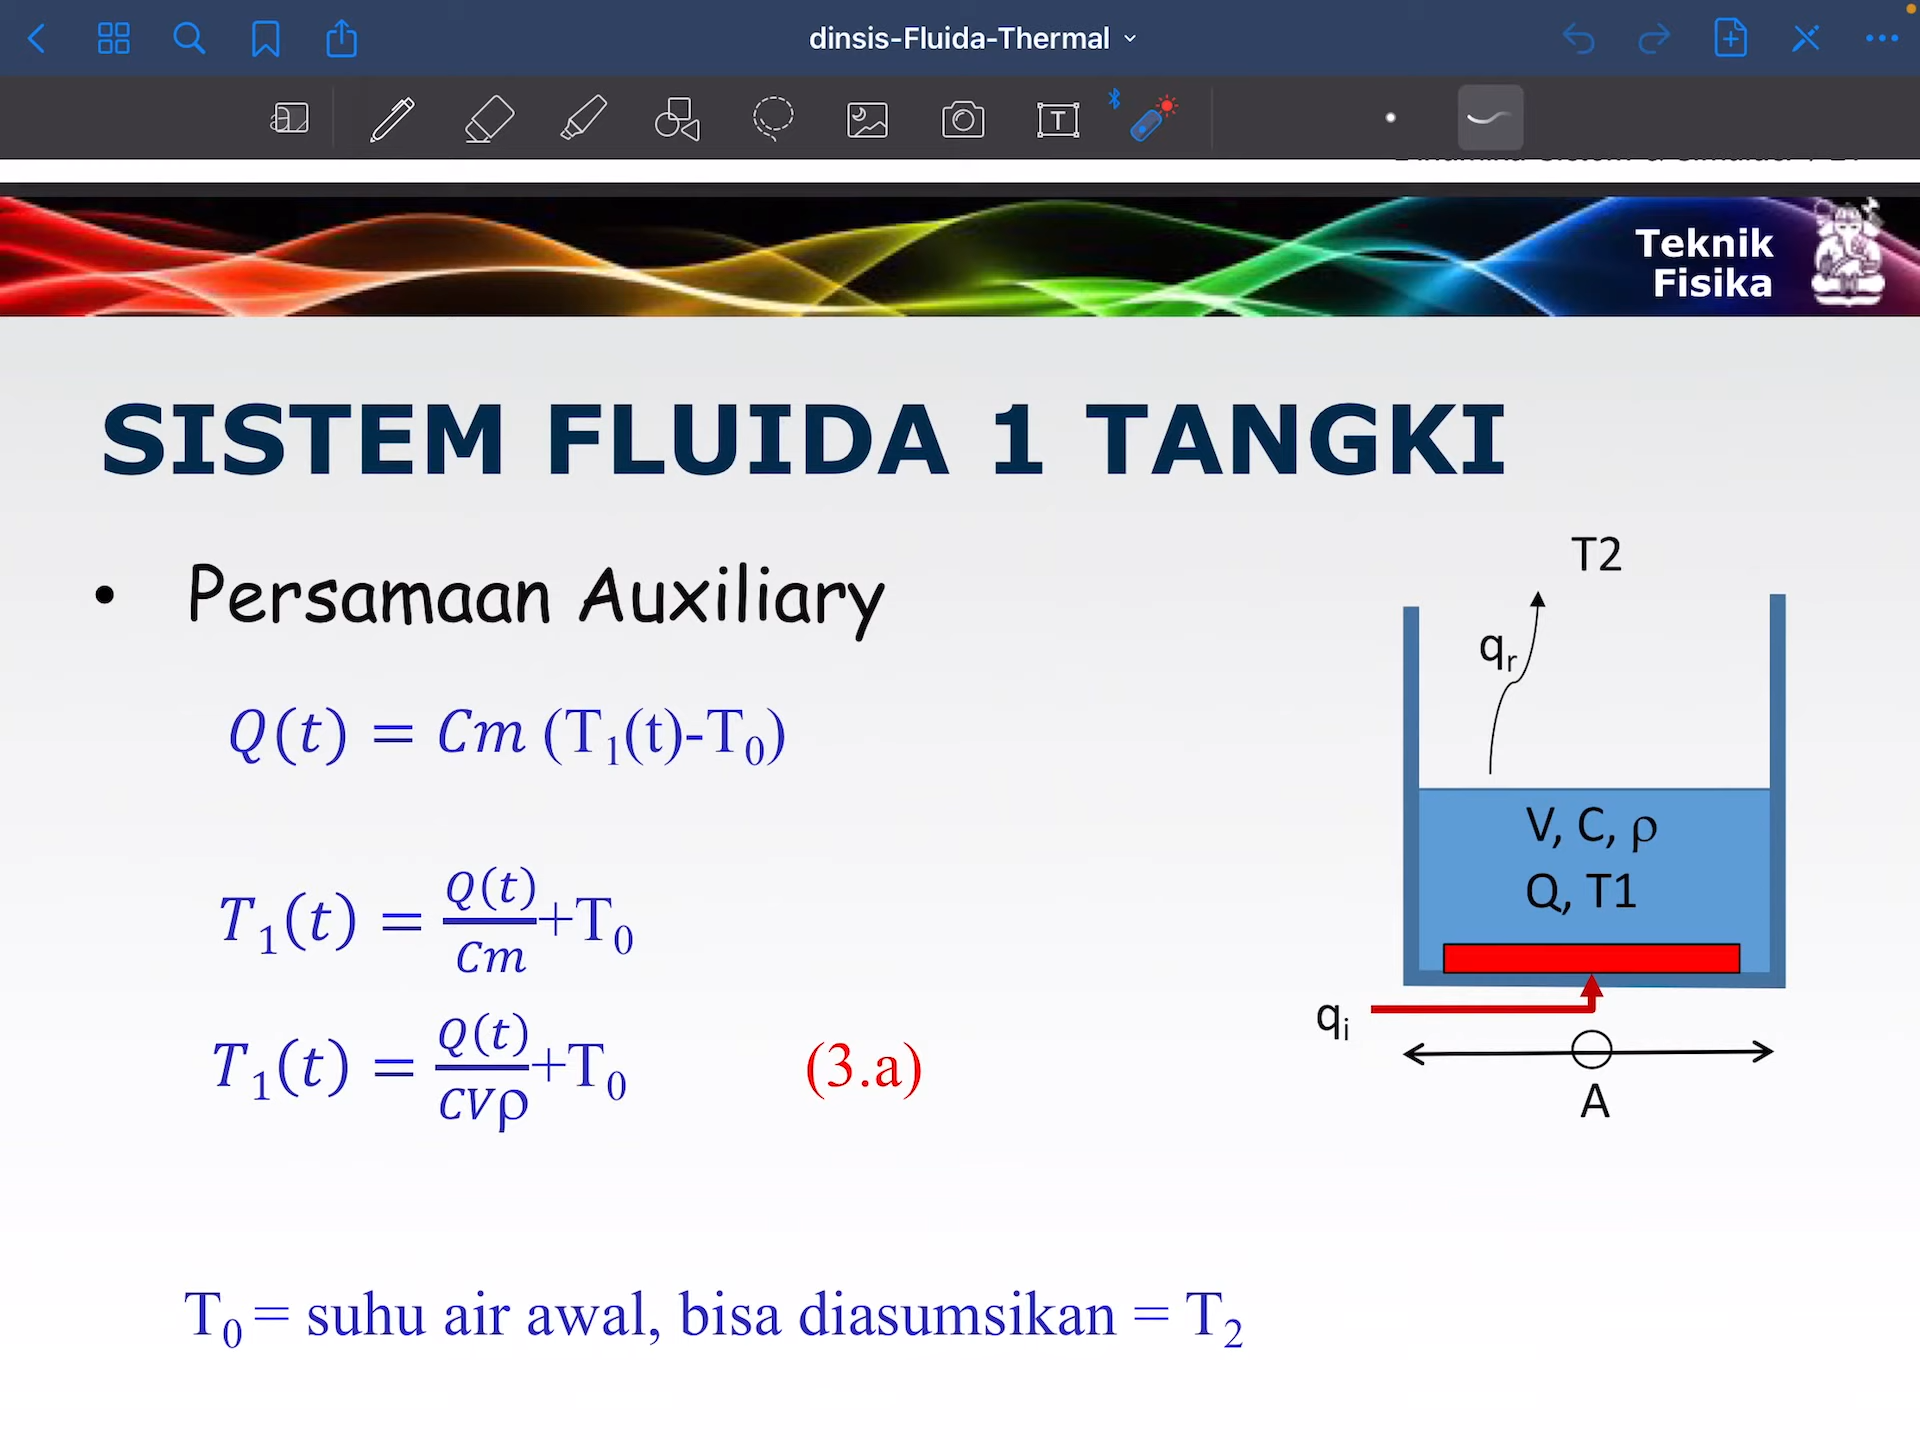 dinsis-Fluida-Thermal
T
Teknik
Fisika
SISTEM FLUIDA 1 TANGKI
• Persamaan Auxiliary
Q(t) = Cm (T₁(t)-T₀)
T₁(t) = Q(t)/Cm +T₀
T₁(t) = Q(t)/CVρ +T₀ (3.a)
T₀ = suhu air awal, bisa diasumsikan = T₂
T2
qᵣ
V, C, ρ
Q, T1
qᵢ
A